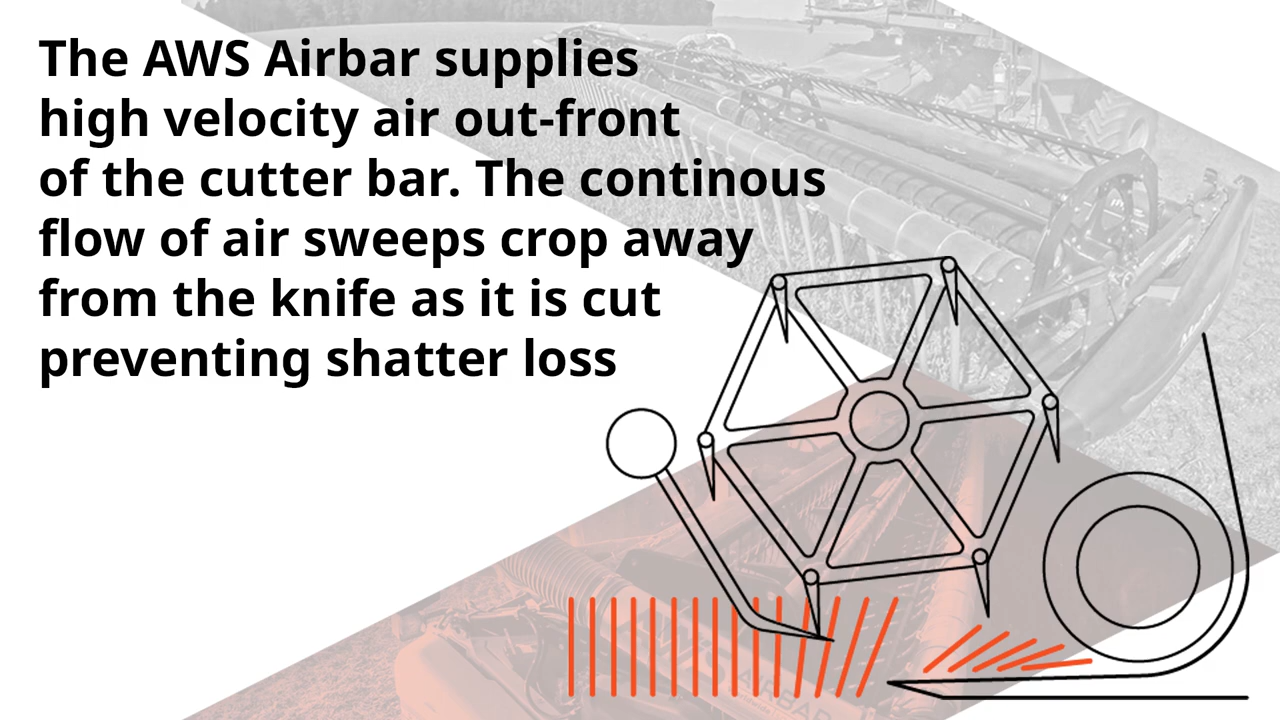 The AWS Airbar supplies
high velocity air out-front
of the cutter bar. The continous
flow of air sweeps crop away
from the knife as it is cut
preventing shatter loss
AIRBAR